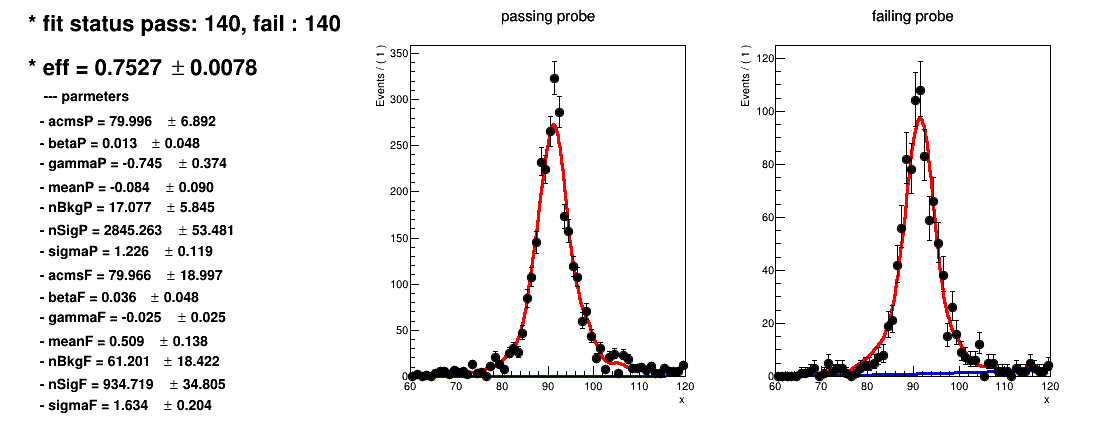 * fit status pass: 140, fail : 140
* eff = 0.7527 ± 0.0078
--- parmeters
- acmsP = 79.996 ± 6.892
- betaP = 0.013 ± 0.048
- gammaP = -0.745 ± 0.374
- meanP = -0.084 ± 0.090
- nBkgP = 17.077 ± 5.845
- nSigP = 2845.263 ± 53.481
- sigmaP = 1.226 ± 0.119
- acmsF = 79.966 ± 18.997
- betaF = 0.036 ± 0.048
- gammaF = -0.025 ± 0.025
- meanF = 0.509 ± 0.138
- nBkgF = 61.201 ± 18.422
- nSigF = 934.719 ± 34.805
- sigmaF = 1.634 ± 0.204
passing probe
Events / ( 1 )
350
300
250
200
150
100
50
0
60 70 80 90 100 110 120
x
failing probe
Events / ( 1 )
120
100
80
60
40
20
0
60 70 80 90 100 110 120
x